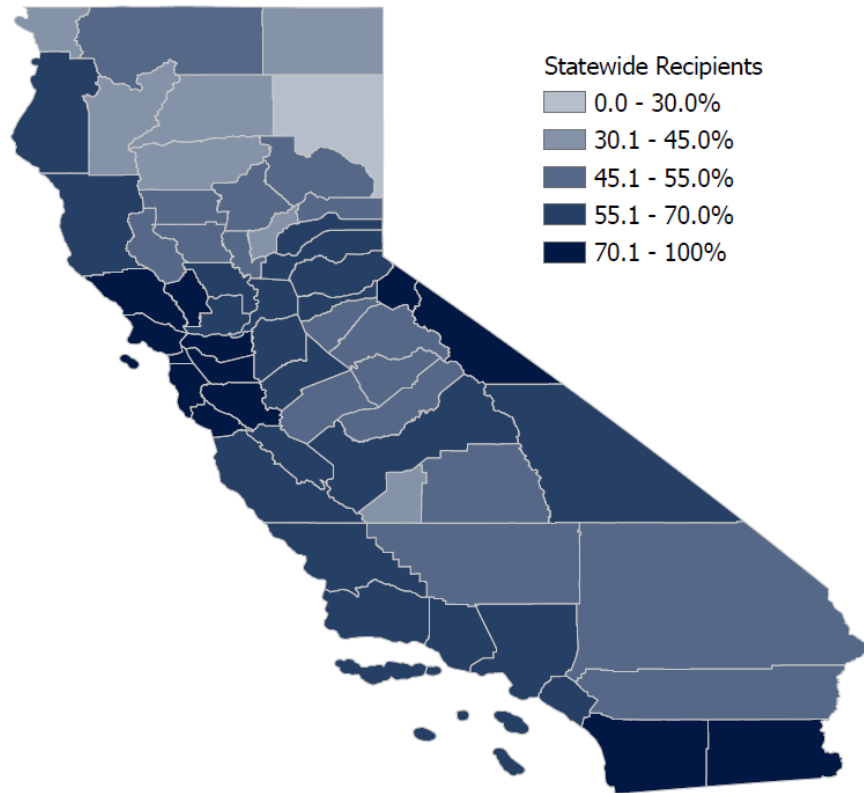 Statewide Recipients
0.0 - 30.0%
30.1 - 45.0%
45.1 - 55.0%
55.1 - 70.0%
70.1 - 100%